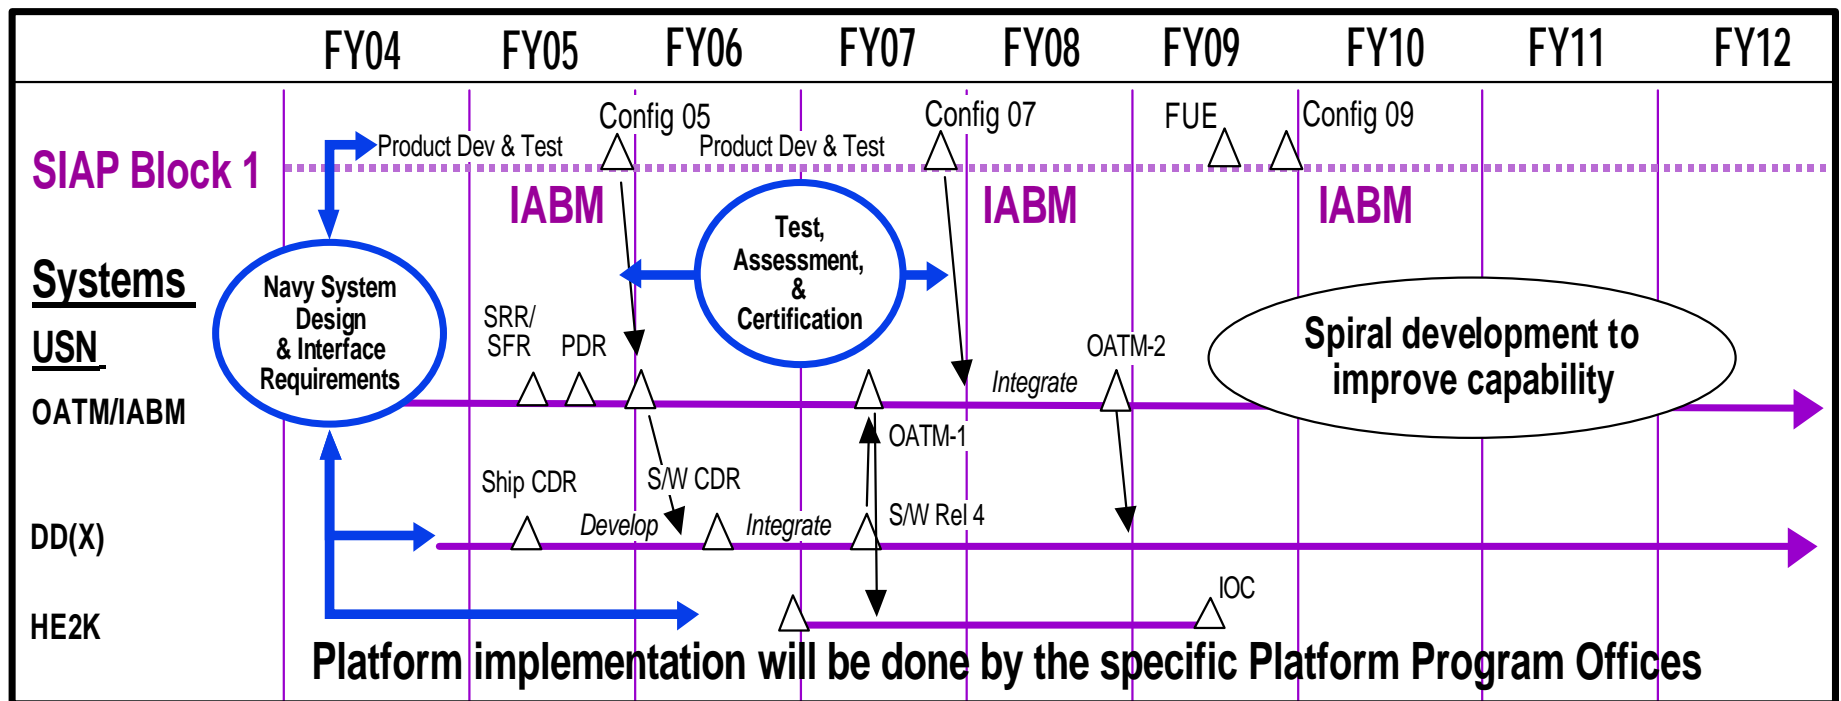 FY04 FY05 FY06 FY07 FY08 FY09 FY10 FY11 FY12
Config 05 Config 07 FUE Config 09
Product Dev & Test Product Dev & Test
SIAP Block 1
IABM IABM IABM
Test,
Assessment,
&
Certification
Systems
Navy System
Design
& Interface
Requirements
USN
SRR/
SFR PDR
OATM-2
Integrate
Spiral development to
improve capability
OATM/IABM
OATM-1
Ship CDR S/W CDR
S/W Rel 4
Develop Integrate
DD(X)
IOC
HE2K
Platform implementation will be done by the specific Platform Program Offices